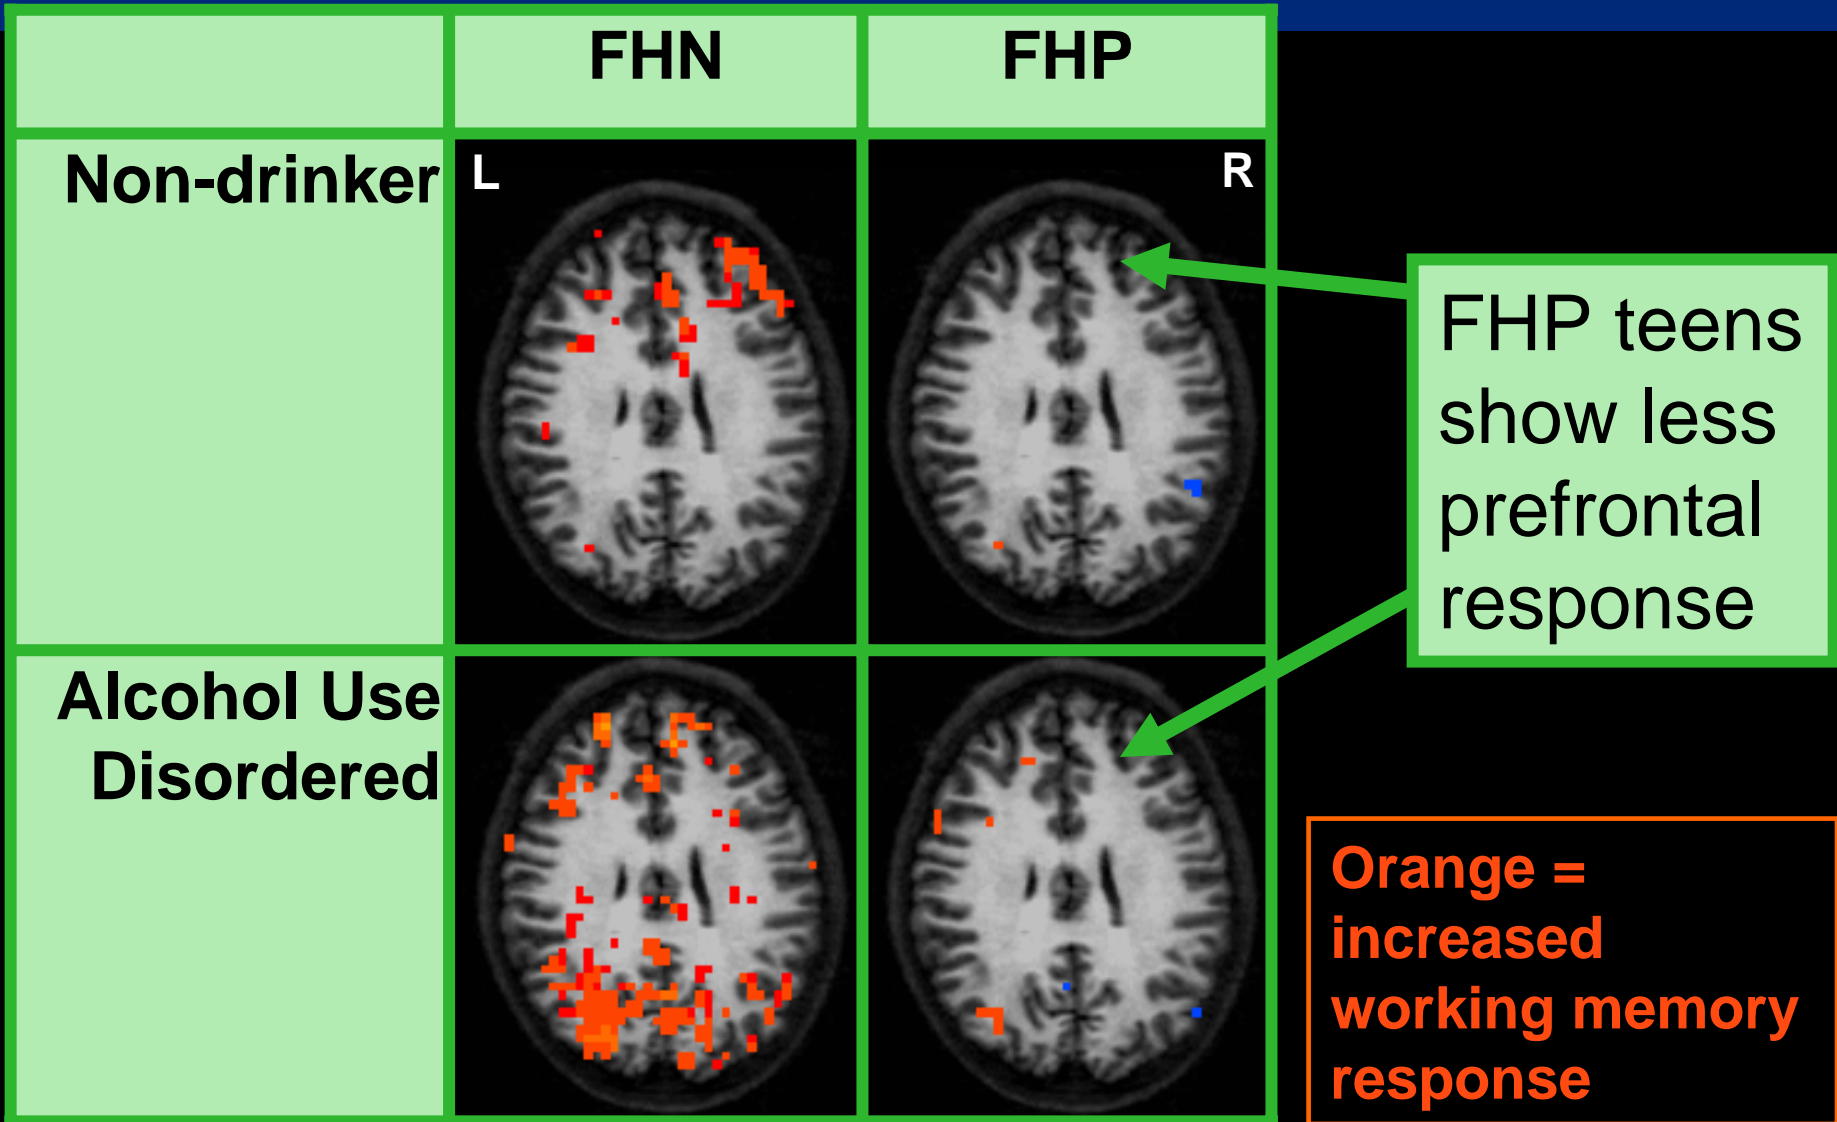 FHN
FHP
Non-drinker
L
R
FHP teens
show less
prefrontal
response
Alcohol Use
Disordered
Orange =
increased
working memory
response